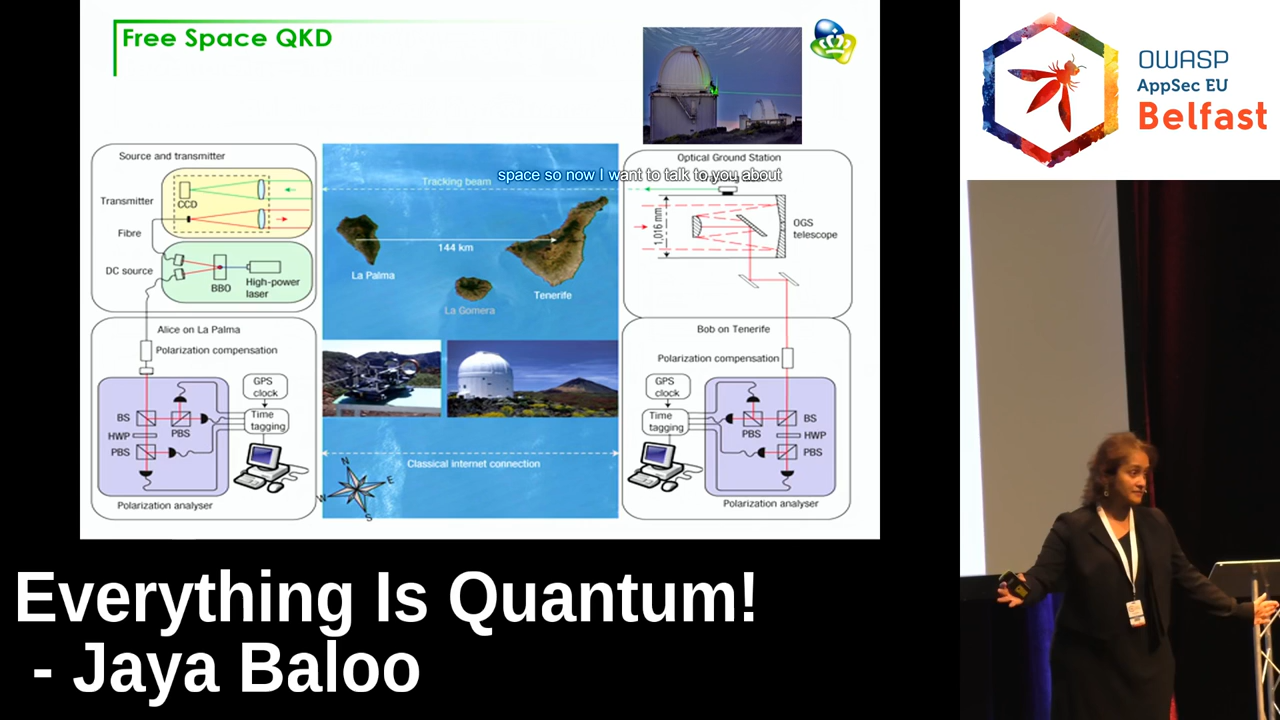 Free Space QKD
OWASP
AppSec EU
Belfast
Source and transmitter
Transmitter
CCD
Fibre
DC source
BBO
High-power
laser
Tracking beam
space so now I want to talk to you about
144 km
La Palma
La Gomera
Tenerife
Optical Ground Station
1,016 mm
OGS
telescope
Alice on La Palma
Polarization compensation
GPS
clock
Time
tagging
BS
PBS
HWP
PBS
Polarization analyser
Classical internet connection
N
E
S
W
Bob on Tenerife
Polarization compensation
GPS
clock
Time
tagging
BS
PBS
HWP
PBS
Polarization analyser
Everything Is Quantum!
- Jaya Baloo